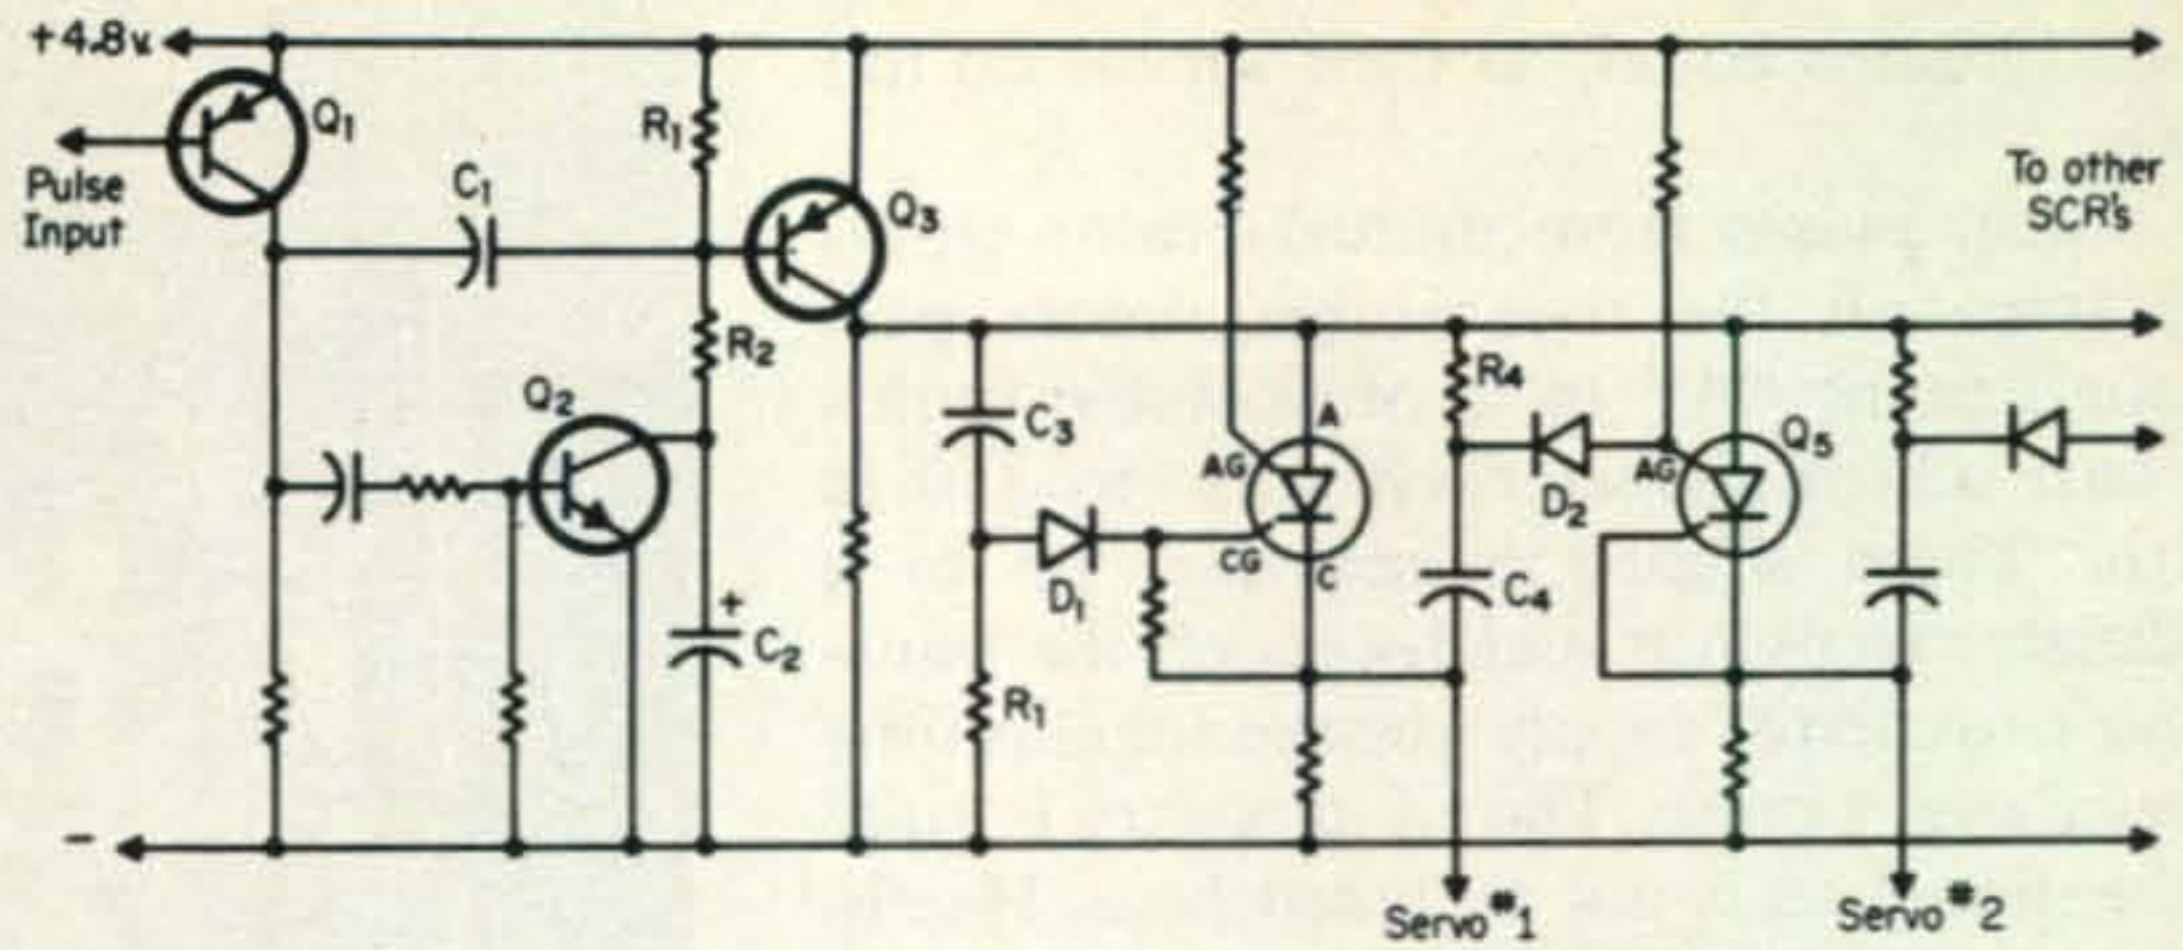 +4.8v.
Q1
Pulse
Input
C1
R1
Q3
To other
SCR's
R2
Q2
C3
R4
A
AG
Q5
AG
D2
CG
D1
C
C4
+
C2
R1
-
Servo #1
Servo #2